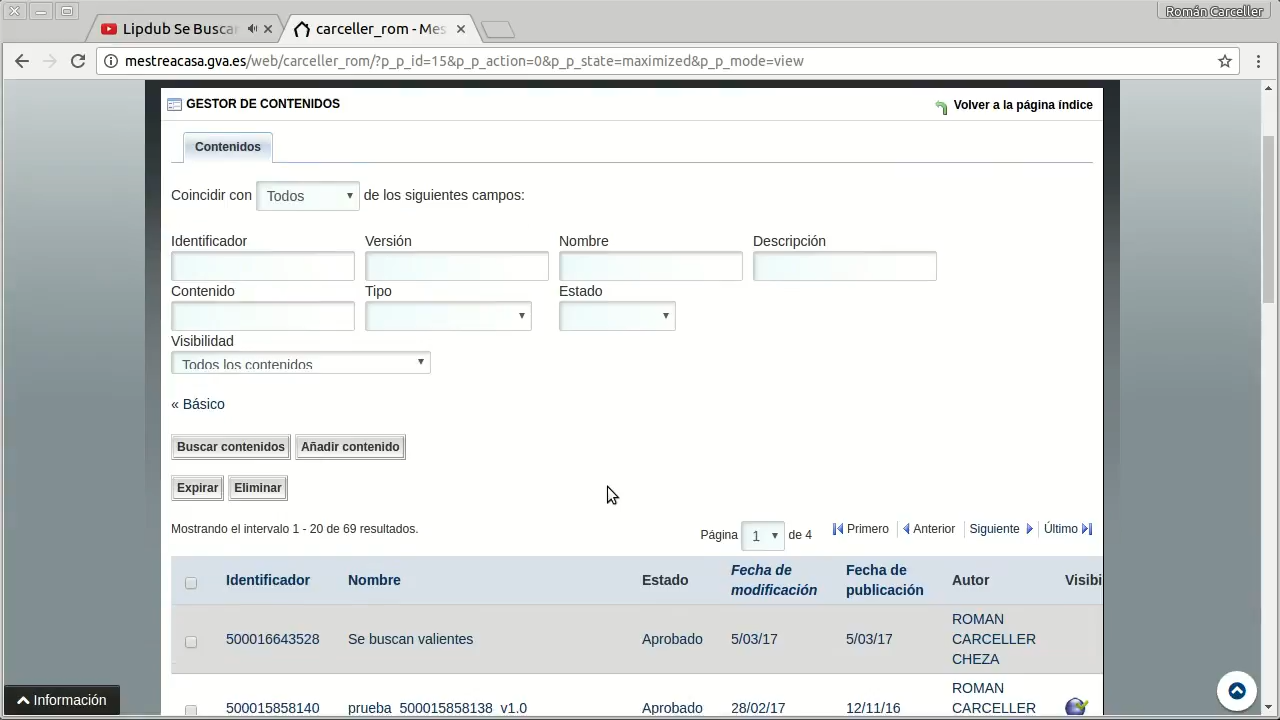 Román Carceller
Lipdub Se Busca
carceller_rom - Mes
mestreacasa.gva.es/web/carceller_rom/?p_p_id=15&p_p_action=0&p_p_state=maximized&p_p_mode=view
GESTOR DE CONTENIDOS
Volver a la página índice
Contenidos
Coincidir con Todos de los siguientes campos:
Identificador Versión Nombre Descripción
Contenido Tipo Estado
Visibilidad
Todos los contenidos
« Básico
Buscar contenidos Añadir contenido
Expirar Eliminar
Mostrando el intervalo 1 - 20 de 69 resultados. Página 1 de 4 Primero Anterior Siguiente Último
Identificador Nombre Estado Fecha de modificación Fecha de publicación Autor Visibi
500016643528 Se buscan valientes Aprobado 5/03/17 5/03/17 ROMAN CARCELLER CHEZA
500015858140 prueba_500015858138_v1.0 Aprobado 28/02/17 12/11/16 ROMAN CARCELLER
Información